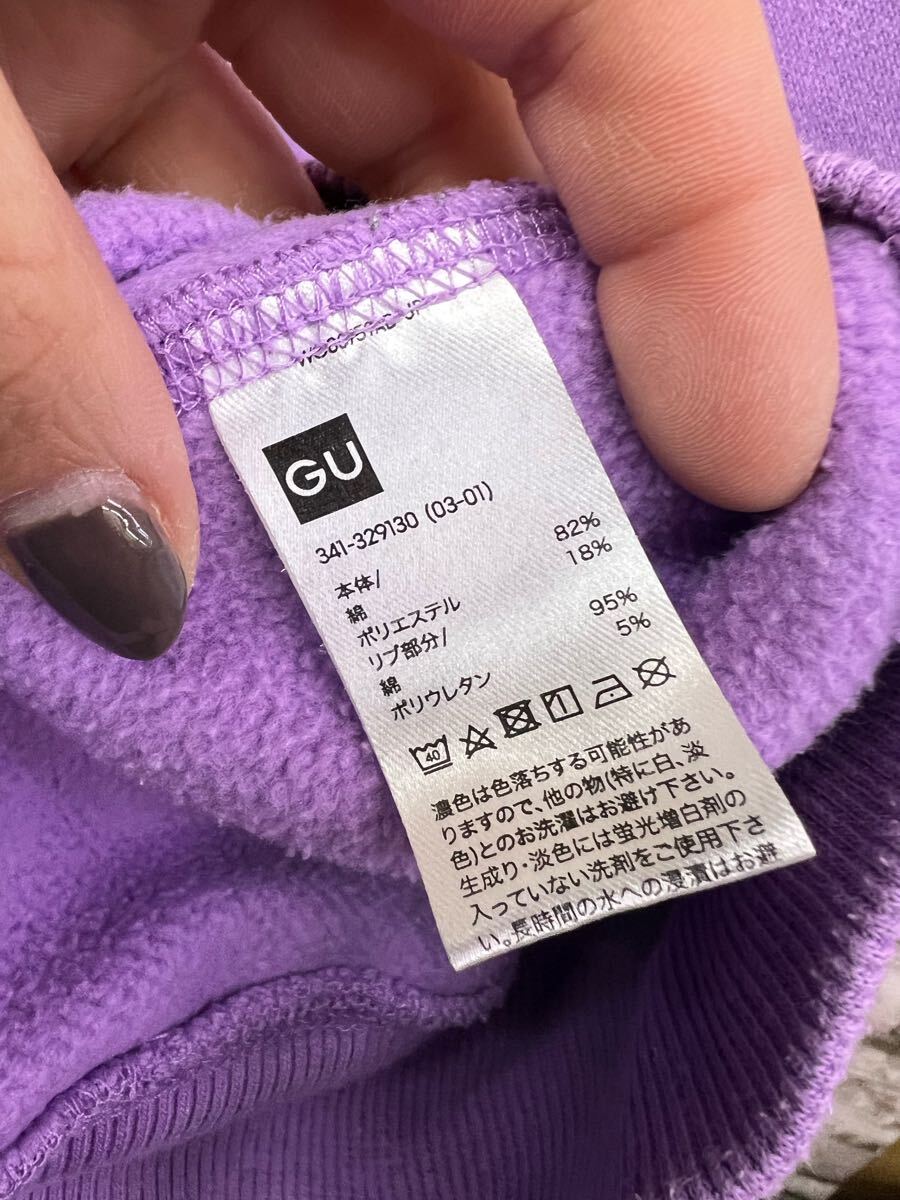 GU
341-329130 (03-01)
本体/
綿 82%
ポリエステル 18%
リブ部分/
綿 95%
ポリウレタン 5%
40
濃色は色落ちする可能性があ
りますので、他の物(特に白、淡
色)とのお洗濯はお避け下さい。
生成り・淡色には蛍光増白剤の
入っていない洗剤をご使用下さ
い。長時間の水への浸漬はお避